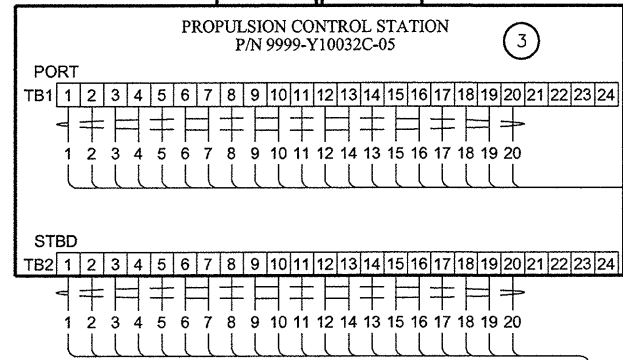 PROPULSION CONTROL STATION
P/N 9999-Y10032C-05
3
PORT
TB1 1 2 3 4 5 6 7 8 9 10 11 12 13 14 15 16 17 18 19 20 21 22 23 24
1 2 3 4 5 6 7 8 9 10 11 12 14 13 15 16 17 18 19 20
STBD
TB2 1 2 3 4 5 6 7 8 9 10 11 12 13 14 15 16 17 18 19 20 21 22 23 24
1 2 3 4 5 6 7 8 9 10 11 12 14 13 15 16 17 18 19 20